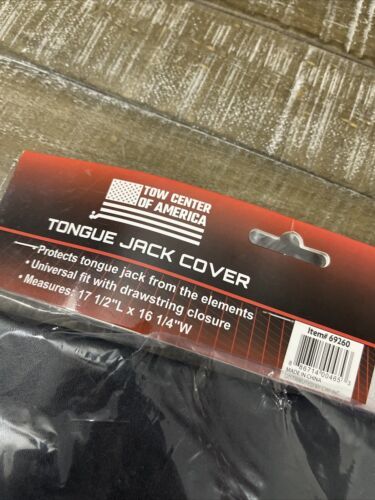 TOW CENTER
OF AMERICA
TONGUE JACK COVER
• Protects tongue jack from the elements
• Universal fit with drawstring closure
• Measures: 17 1/2"L x 16 1/4"W
Item# 69260
MADE IN CHINA